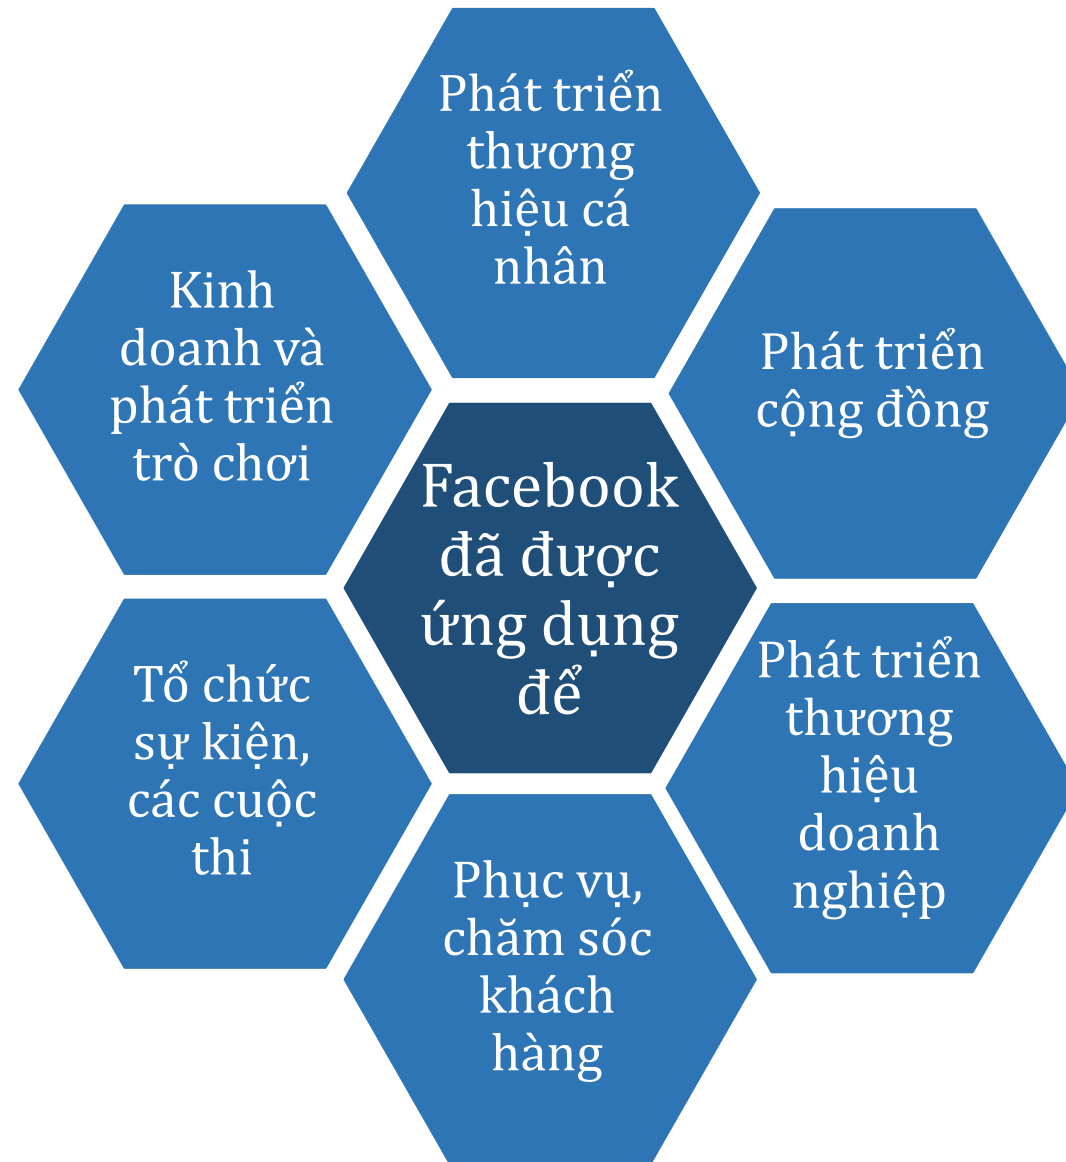 Phát triển
thương
hiệu cá
nhân
Kinh
doanh và
phát triển
trò chơi
Phát triển
cộng đồng
Facebook
đã được
ứng dụng
để
Tổ chức
sự kiện,
các cuộc
thi
Phát triển
thương
hiệu
doanh
nghiệp
Phục vụ,
chăm sóc
khách
hàng